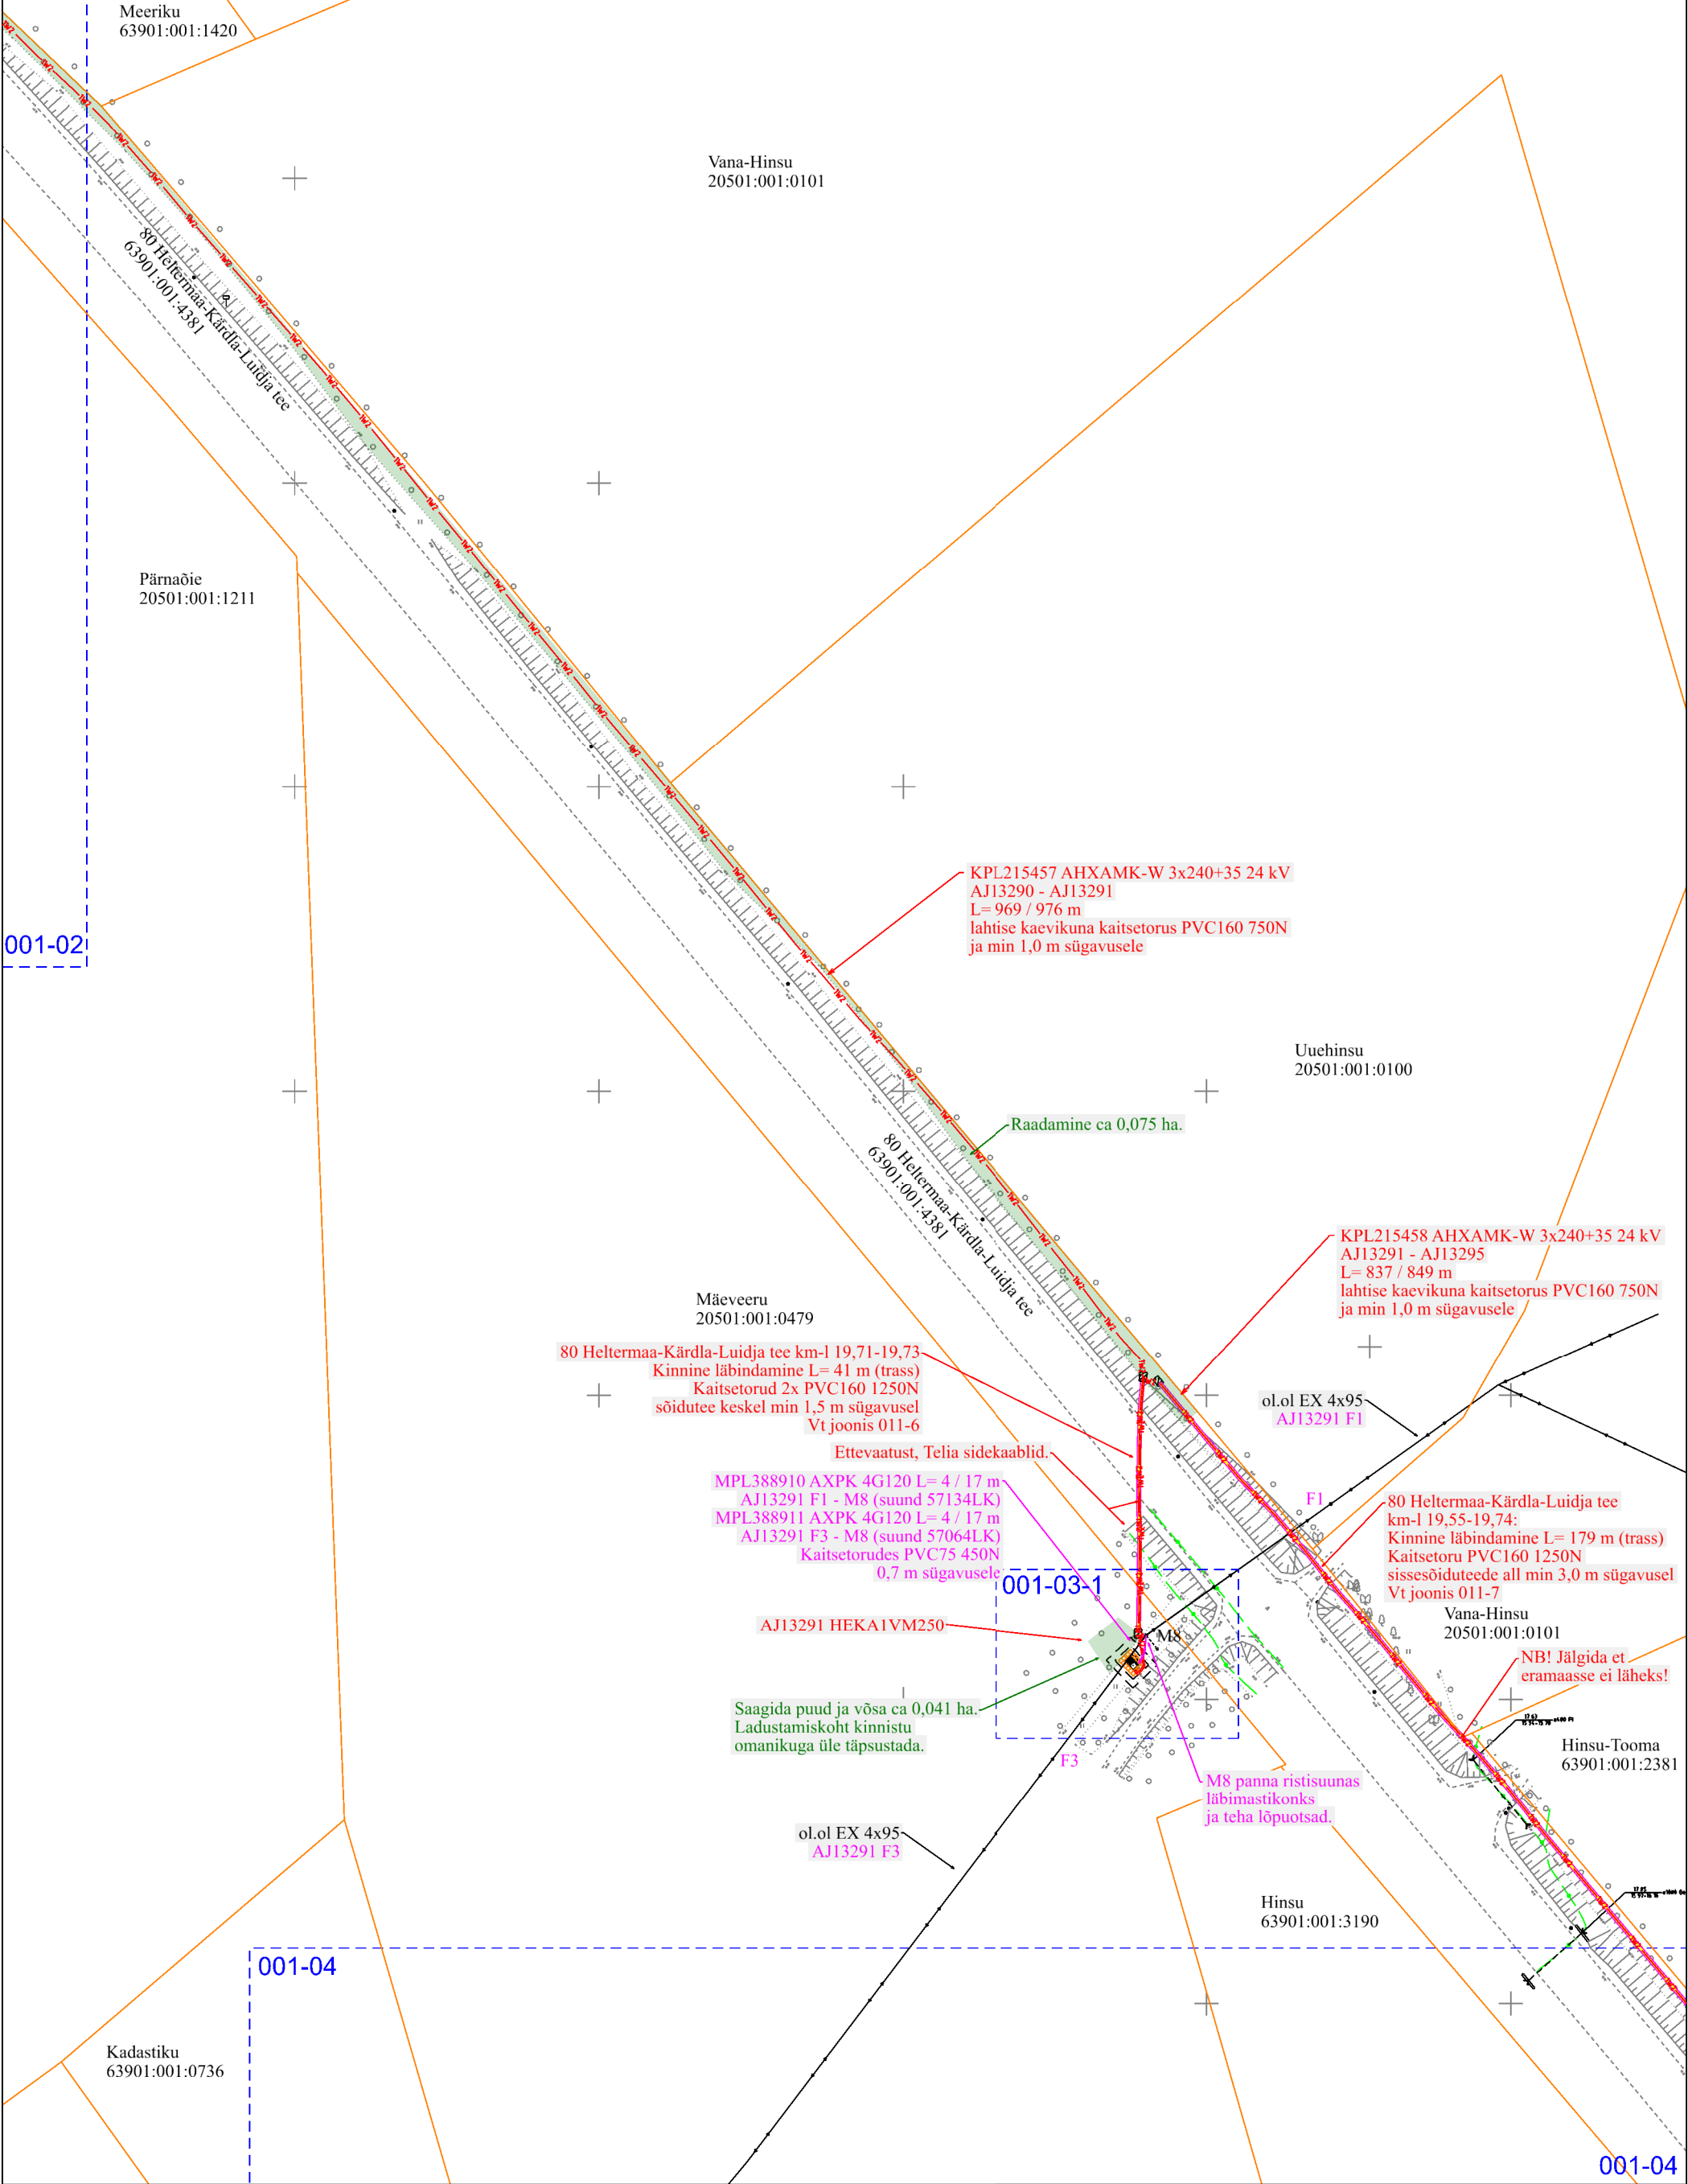 Meeriku
63901:001:1420
Vana-Hinsu
20501:001:0101
80 Heltermaa-Kärdla-Luidja tee
63901:001:4381
Pärnaõie
20501:001:1211
KPL215457 AHXAMK-W 3x240+35 24 kV
AJ13290 - AJ13291
L= 969 / 976 m
lahtise kaevikuna kaitsetorus PVC160 750N
ja min 1,0 m sügavusele
001-02
Uuehinsu
20501:001:0100
Raadamine ca 0,075 ha.
80 Heltermaa-Kärdla-Luidja tee
63901:001:4381
KPL215458 AHXAMK-W 3x240+35 24 kV
AJ13291 - AJ13295
L= 837 / 849 m
lahtise kaevikuna kaitsetorus PVC160 750N
ja min 1,0 m sügavusele
Mäeveeru
20501:001:0479
80 Heltermaa-Kärdla-Luidja tee km-l 19,71-19,73
Kinnine läbindamine L= 41 m (trass)
Kaitsetorud 2x PVC160 1250N
sõidutee keskel min 1,5 m sügavusel
Vt joonis 011-6
ol.ol EX 4x95
AJ13291 F1
Ettevaatust, Telia sidekaablid.
MPL388910 AXPK 4G120 L= 4 / 17 m
AJ13291 F1 - M8 (suund 57134LK)
MPL388911 AXPK 4G120 L= 4 / 17 m
AJ13291 F3 - M8 (suund 57064LK)
Kaitsetorudes PVC75 450N
0,7 m sügavusele
F1
80 Heltermaa-Kärdla-Luidja tee
km-l 19,55-19,74:
Kinnine läbindamine L= 179 m (trass)
Kaitsetoru PVC160 1250N
sissesõiduteede all min 3,0 m sügavusel
Vt joonis 011-7
001-03-1
Vana-Hinsu
20501:001:0101
AJ13291 HEKA1VM250
M8
NB! Jälgida et
eramaasse ei läheks!
Saagida puud ja võsa ca 0,041 ha.
Ladustamiskoht kinnistu
omanikuga üle täpsustada.
F3
Hinsu-Tooma
63901:001:2381
M8 panna ristisuunas
läbimastikonks
ja teha lõpuotsad.
ol.ol EX 4x95
AJ13291 F3
Hinsu
63901:001:3190
001-04
Kadastiku
63901:001:0736
001-04